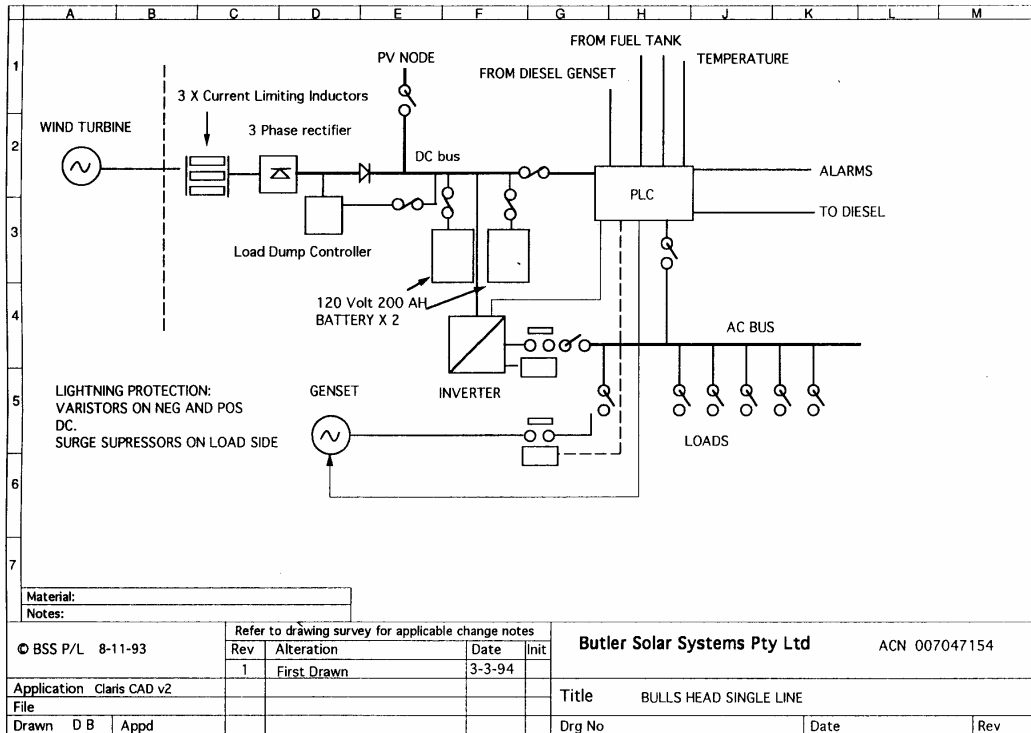 A B C D E F G H J K L M
1
2
3
4
5
6
7
FROM FUEL TANK
PV NODE
FROM DIESEL GENSET
TEMPERATURE
3 X Current Limiting Inductors
WIND TURBINE
3 Phase rectifier
DC bus
ALARMS
PLC
TO DIESEL
Load Dump Controller
120 Volt 200 AH
BATTERY X 2
AC BUS
INVERTER
LIGHTNING PROTECTION:
VARISTORS ON NEG AND POS
DC.
SURGE SUPRESSORS ON LOAD SIDE
GENSET
LOADS
Material:
Notes:
© BSS P/L 8-11-93
Refer to drawing survey for applicable change notes
Rev Alteration Date Init
1 First Drawn 3-3-94
Butler Solar Systems Pty Ltd ACN 007047154
Application Claris CAD v2
File
Title BULLS HEAD SINGLE LINE
Drawn D B Appd
Drg No Date Rev